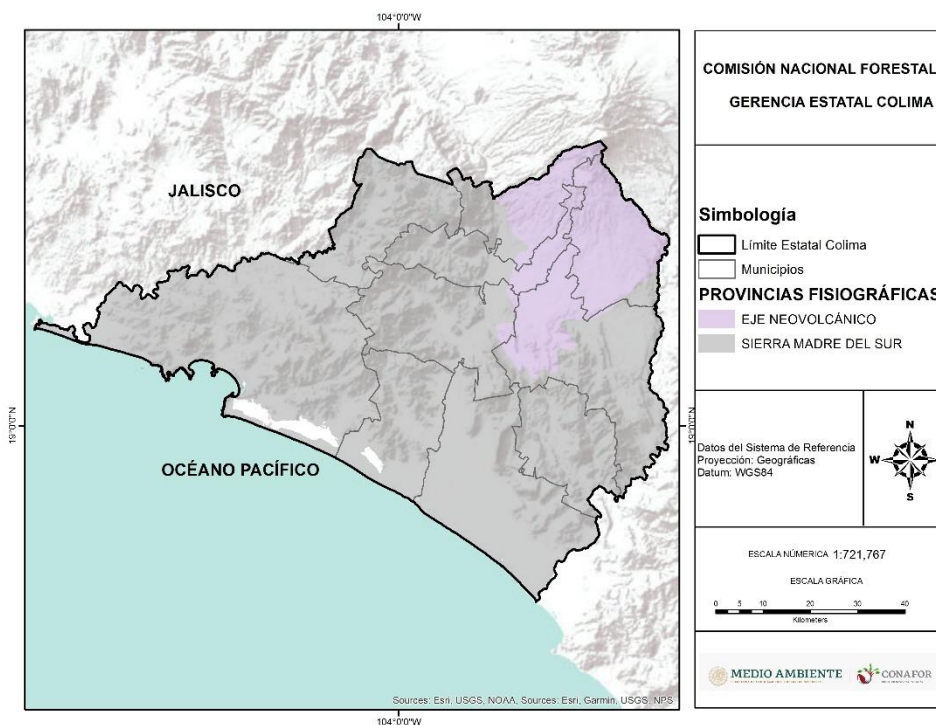 104°0'0"W
JALISCO
OCÉANO PACÍFICO
19°0'0"N
19°0'0"N
Sources: Esri, USGS, NOAA, Sources: Esri, Garmin, USGS, NPS
104°0'0"W
COMISIÓN NACIONAL FORESTAL
GERENCIA ESTATAL COLIMA
Simbología
Límite Estatal Colima
Municipios
PROVINCIAS FISIOGRÁFICAS
EJE NEOVOLCÁNICO
SIERRA MADRE DEL SUR
Datos del Sistema de Referencia
Proyección: Geográficas
Datum: WGS84
N
W
S
ESCALA NÚMERICA 1:721,767
ESCALA GRÁFICA
0 5 10 20 30 40
Kilometers
MEDIO AMBIENTE
CONAFOR